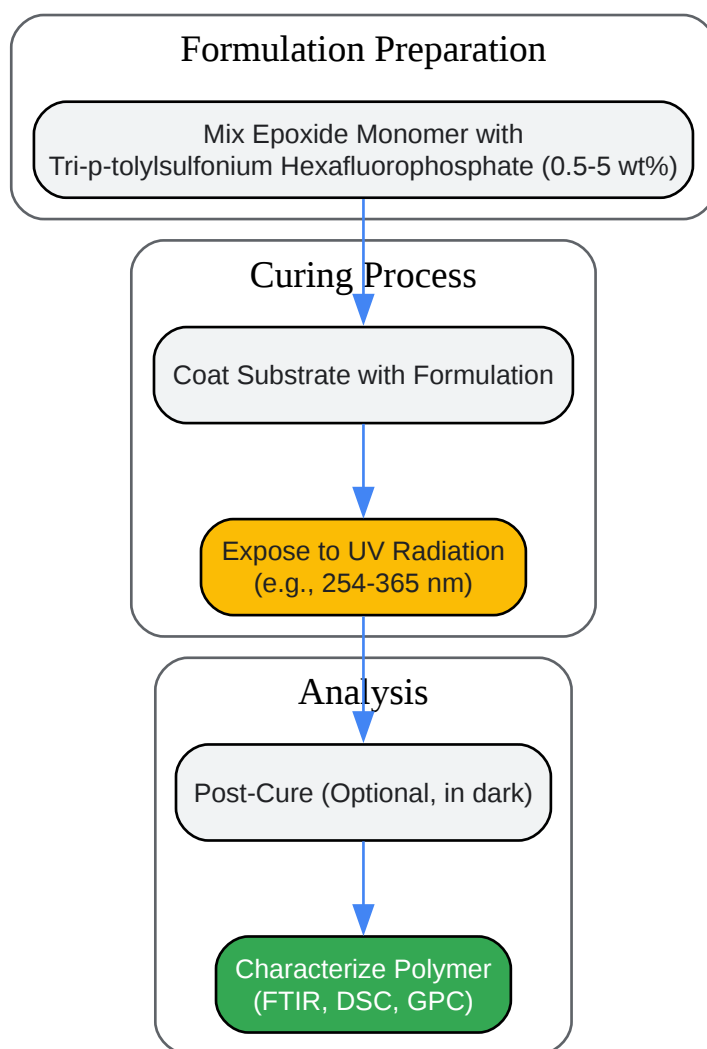 Formulation Preparation
Mix Epoxide Monomer with
Tri-p-tolylsulfonium Hexafluorophosphate (0.5-5 wt%)
Curing Process
Coat Substrate with Formulation
Expose to UV Radiation
(e.g., 254-365 nm)
Analysis
Post-Cure (Optional, in dark)
Characterize Polymer
(FTIR, DSC, GPC)